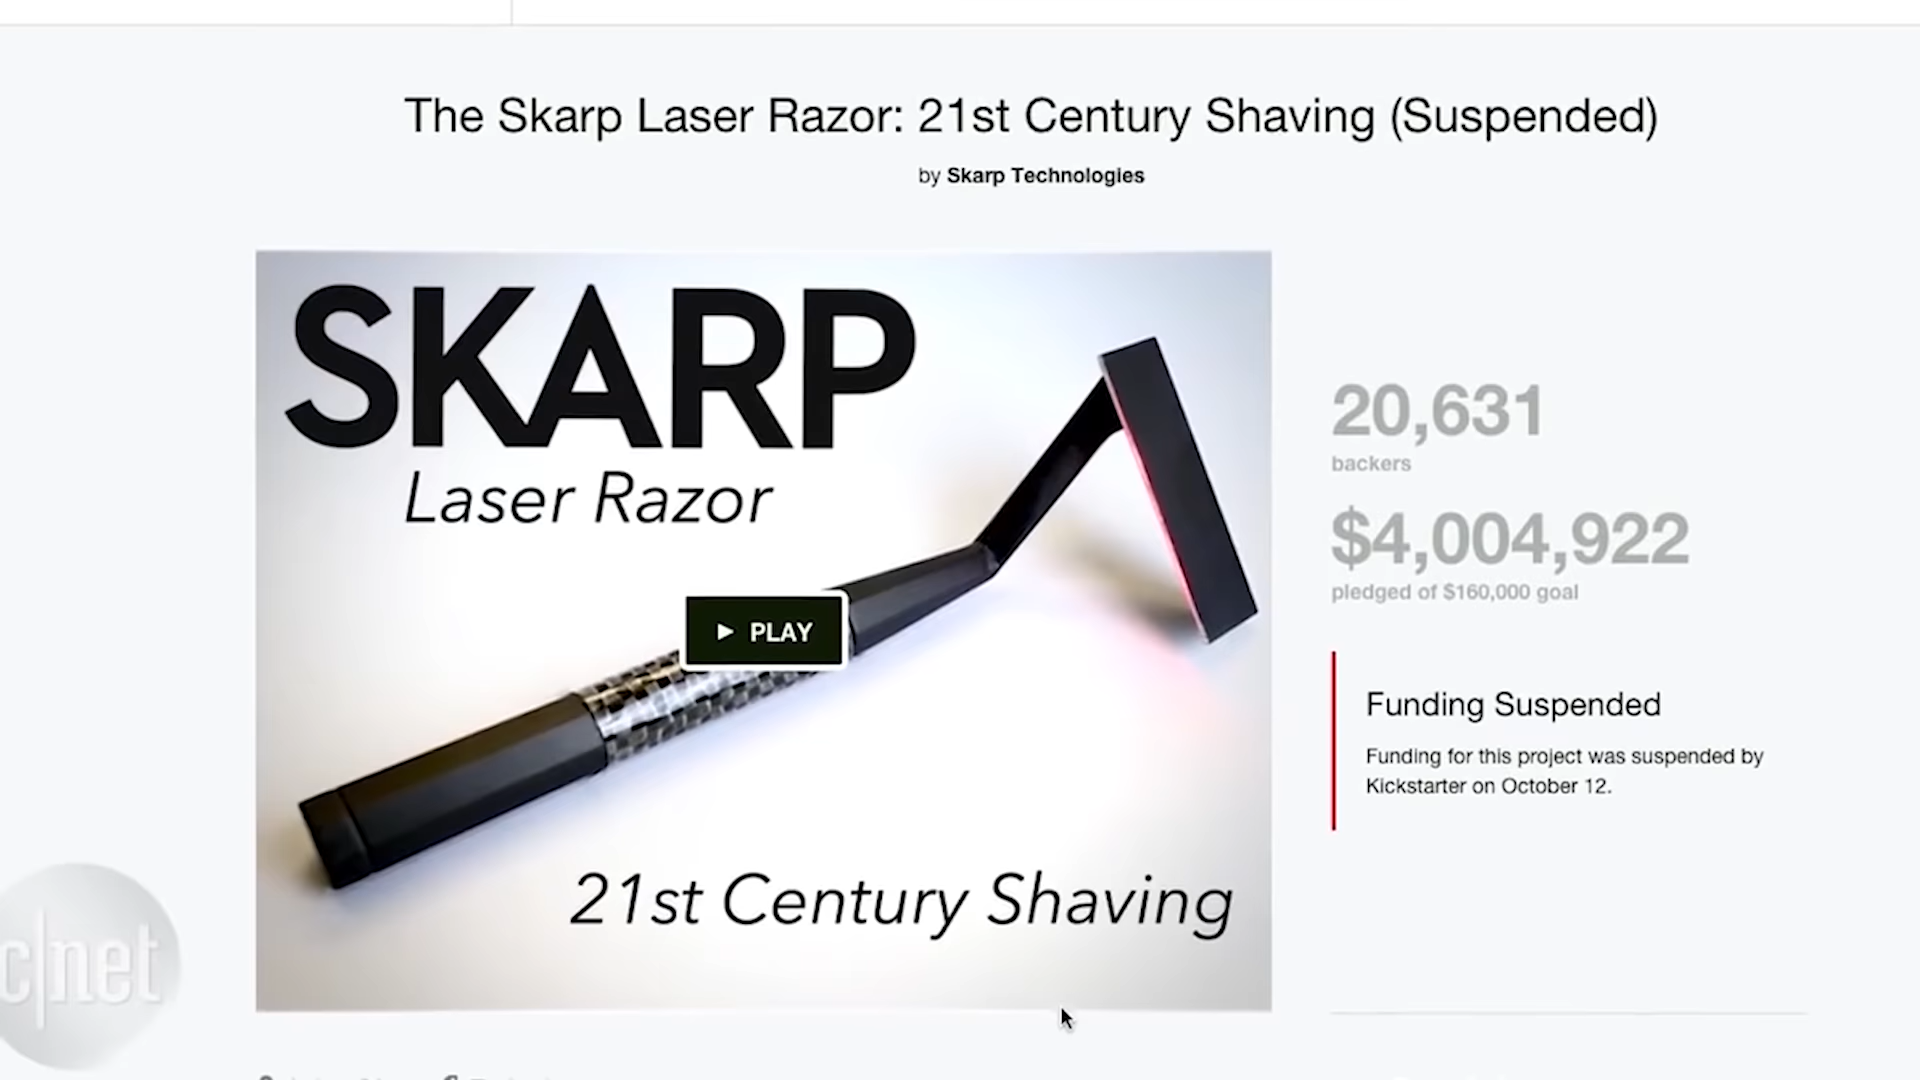 The Skarp Laser Razor: 21st Century Shaving (Suspended)
by Skarp Technologies
SKARP
Laser Razor
PLAY
21st Century Shaving
20,631
backers
$4,004,922
pledged of $160,000 goal
Funding Suspended
Funding for this project was suspended by
Kickstarter on October 12.
c|net